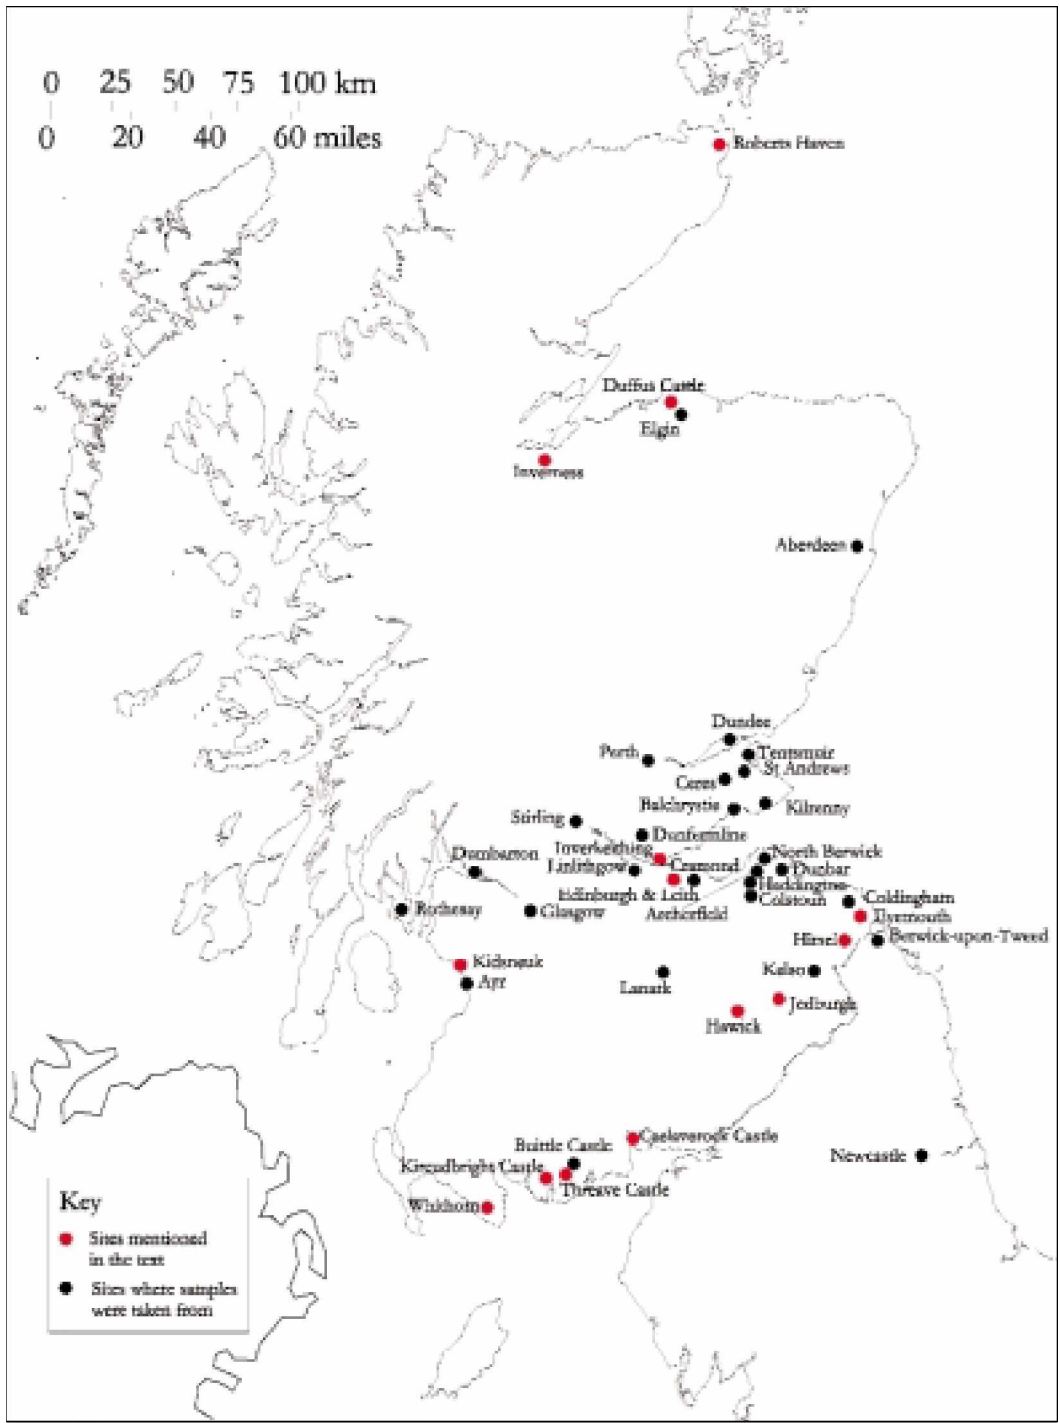 0 25 50 75 100 km
0 20 40 60 miles
Roberts Haven
Duffus Castle
Elgin
Inverness
Aberdeen
Dundee
Perth
Tentsmuir
St Andrews
Ceres
Balchrystie
Kilrenny
Stirling
Dunfermline
Inverkeithing
Dumbarton
Linlithgow
Cramond
North Berwick
Dunbar
Haddington
Edinburgh & Leith
Colstoun
Coldingham
Rothesay
Glasgow
Archerfield
Eyemouth
Hirsel
Berwick-upon-Tweed
Kidsneuk
Ayr
Lanark
Kelso
Jedburgh
Hawick
Caelaverock Castle
Buittle Castle
Newcastle
Kircudbright Castle
Threave Castle
Whithorn
Key
Sites mentioned
in the text
Sites where samples
were taken from